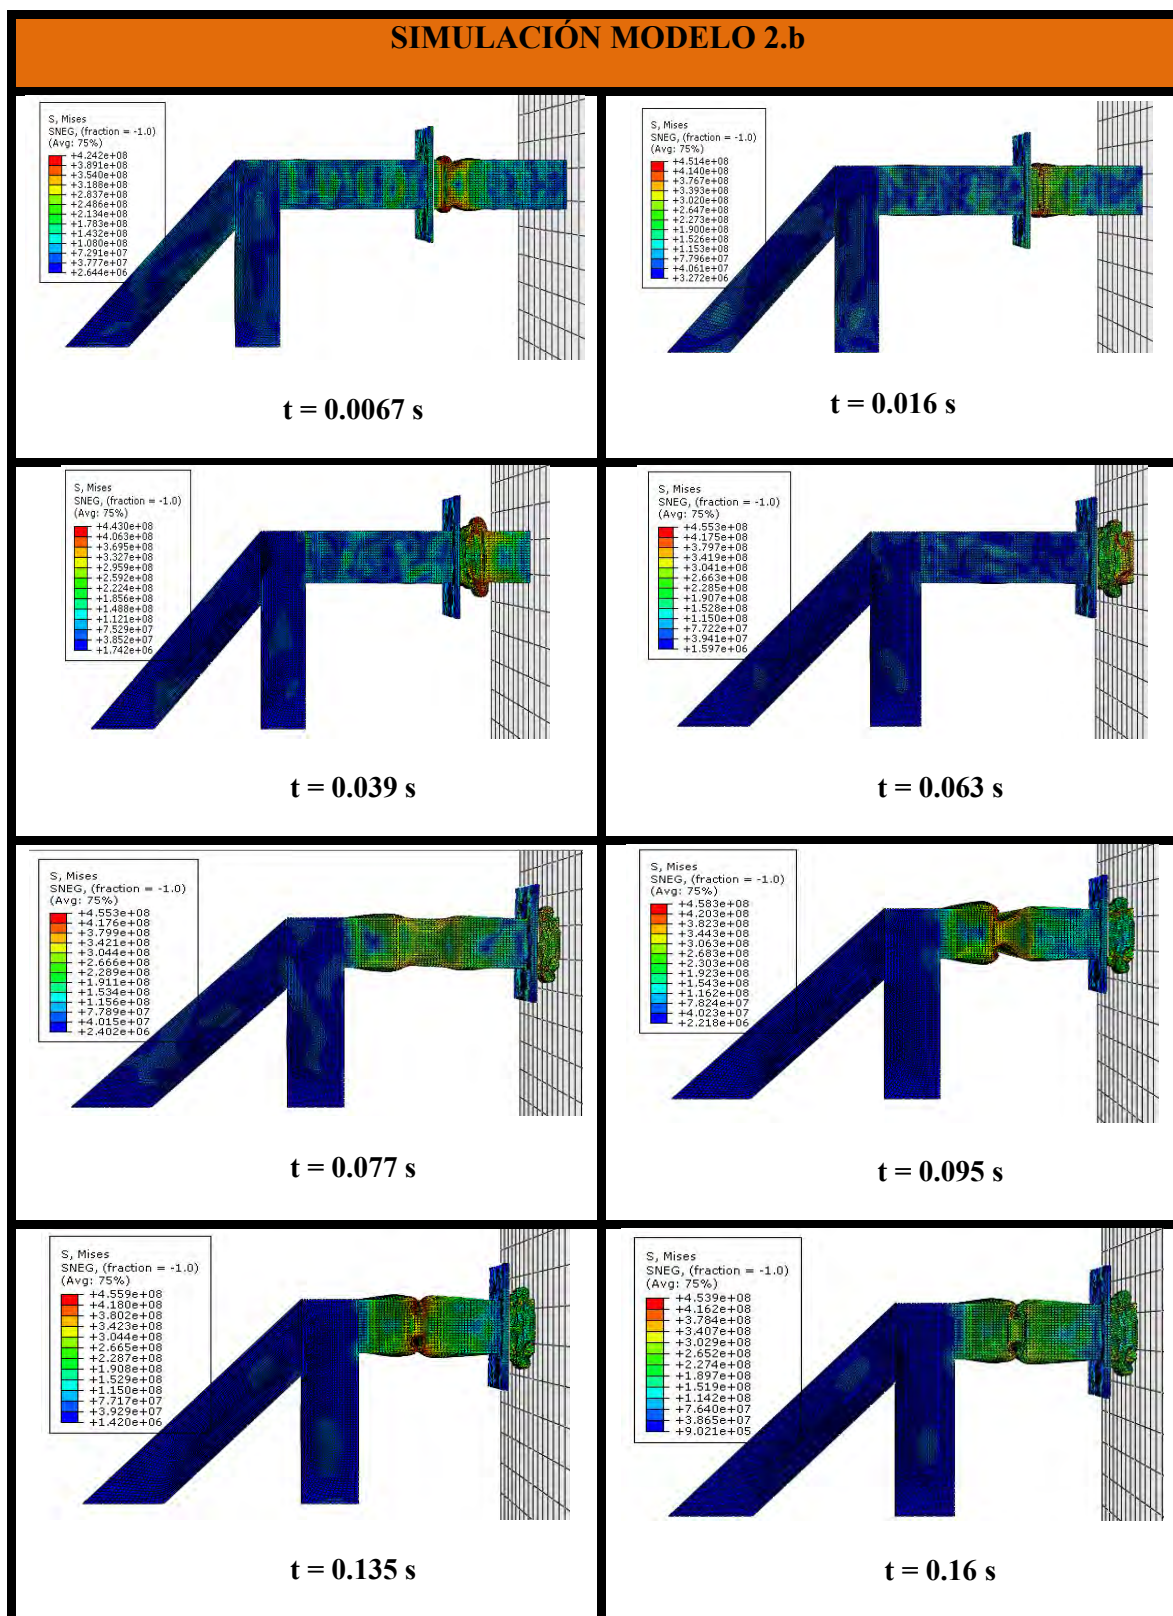 SIMULACIÓN MODELO 2.b
S, Mises
SNEG, (fraction = -1.0)
(Avg: 75%)
+4.242e+08
+3.891e+08
+3.540e+08
+3.188e+08
+2.837e+08
+2.486e+08
+2.134e+08
+1.783e+08
+1.432e+08
+1.080e+08
+7.291e+07
+3.777e+07
+2.644e+06
t = 0.0067 s
S, Mises
SNEG, (fraction = -1.0)
(Avg: 75%)
+4.514e+08
+4.140e+08
+3.767e+08
+3.393e+08
+3.020e+08
+2.647e+08
+2.273e+08
+1.900e+08
+1.526e+08
+1.153e+08
+7.796e+07
+4.061e+07
+3.272e+06
t = 0.016 s
S, Mises
SNEG, (fraction = -1.0)
(Avg: 75%)
+4.430e+08
+4.063e+08
+3.695e+08
+3.327e+08
+2.959e+08
+2.592e+08
+2.224e+08
+1.856e+08
+1.488e+08
+1.121e+08
+7.529e+07
+3.852e+07
+1.742e+06
t = 0.039 s
S, Mises
SNEG, (fraction = -1.0)
(Avg: 75%)
+4.553e+08
+4.175e+08
+3.797e+08
+3.419e+08
+3.041e+08
+2.663e+08
+2.285e+08
+1.907e+08
+1.528e+08
+1.150e+08
+7.722e+07
+3.941e+07
+1.597e+06
t = 0.063 s
S, Mises
SNEG, (fraction = -1.0)
(Avg: 75%)
+4.553e+08
+4.176e+08
+3.799e+08
+3.421e+08
+3.044e+08
+2.666e+08
+2.289e+08
+1.911e+08
+1.534e+08
+1.156e+08
+7.789e+07
+4.015e+07
+2.402e+06
t = 0.077 s
S, Mises
SNEG, (fraction = -1.0)
(Avg: 75%)
+4.583e+08
+4.203e+08
+3.823e+08
+3.443e+08
+3.063e+08
+2.683e+08
+2.303e+08
+1.923e+08
+1.543e+08
+1.162e+08
+7.824e+07
+4.023e+07
+2.218e+06
t = 0.095 s
S, Mises
SNEG, (fraction = -1.0)
(Avg: 75%)
+4.559e+08
+4.180e+08
+3.802e+08
+3.423e+08
+3.044e+08
+2.665e+08
+2.287e+08
+1.908e+08
+1.529e+08
+1.150e+08
+7.717e+07
+3.929e+07
+1.420e+06
t = 0.135 s
S, Mises
SNEG, (fraction = -1.0)
(Avg: 75%)
+4.539e+08
+4.162e+08
+3.784e+08
+3.407e+08
+3.029e+08
+2.652e+08
+2.274e+08
+1.897e+08
+1.519e+08
+1.142e+08
+7.640e+07
+3.865e+07
+9.021e+05
t = 0.16 s